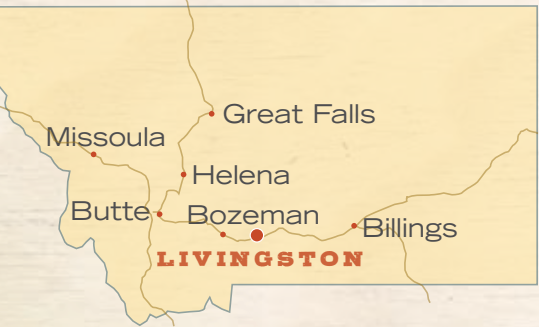 Great Falls
Missoula
Helena
Butte
Bozeman
Billings
LIVINGSTON